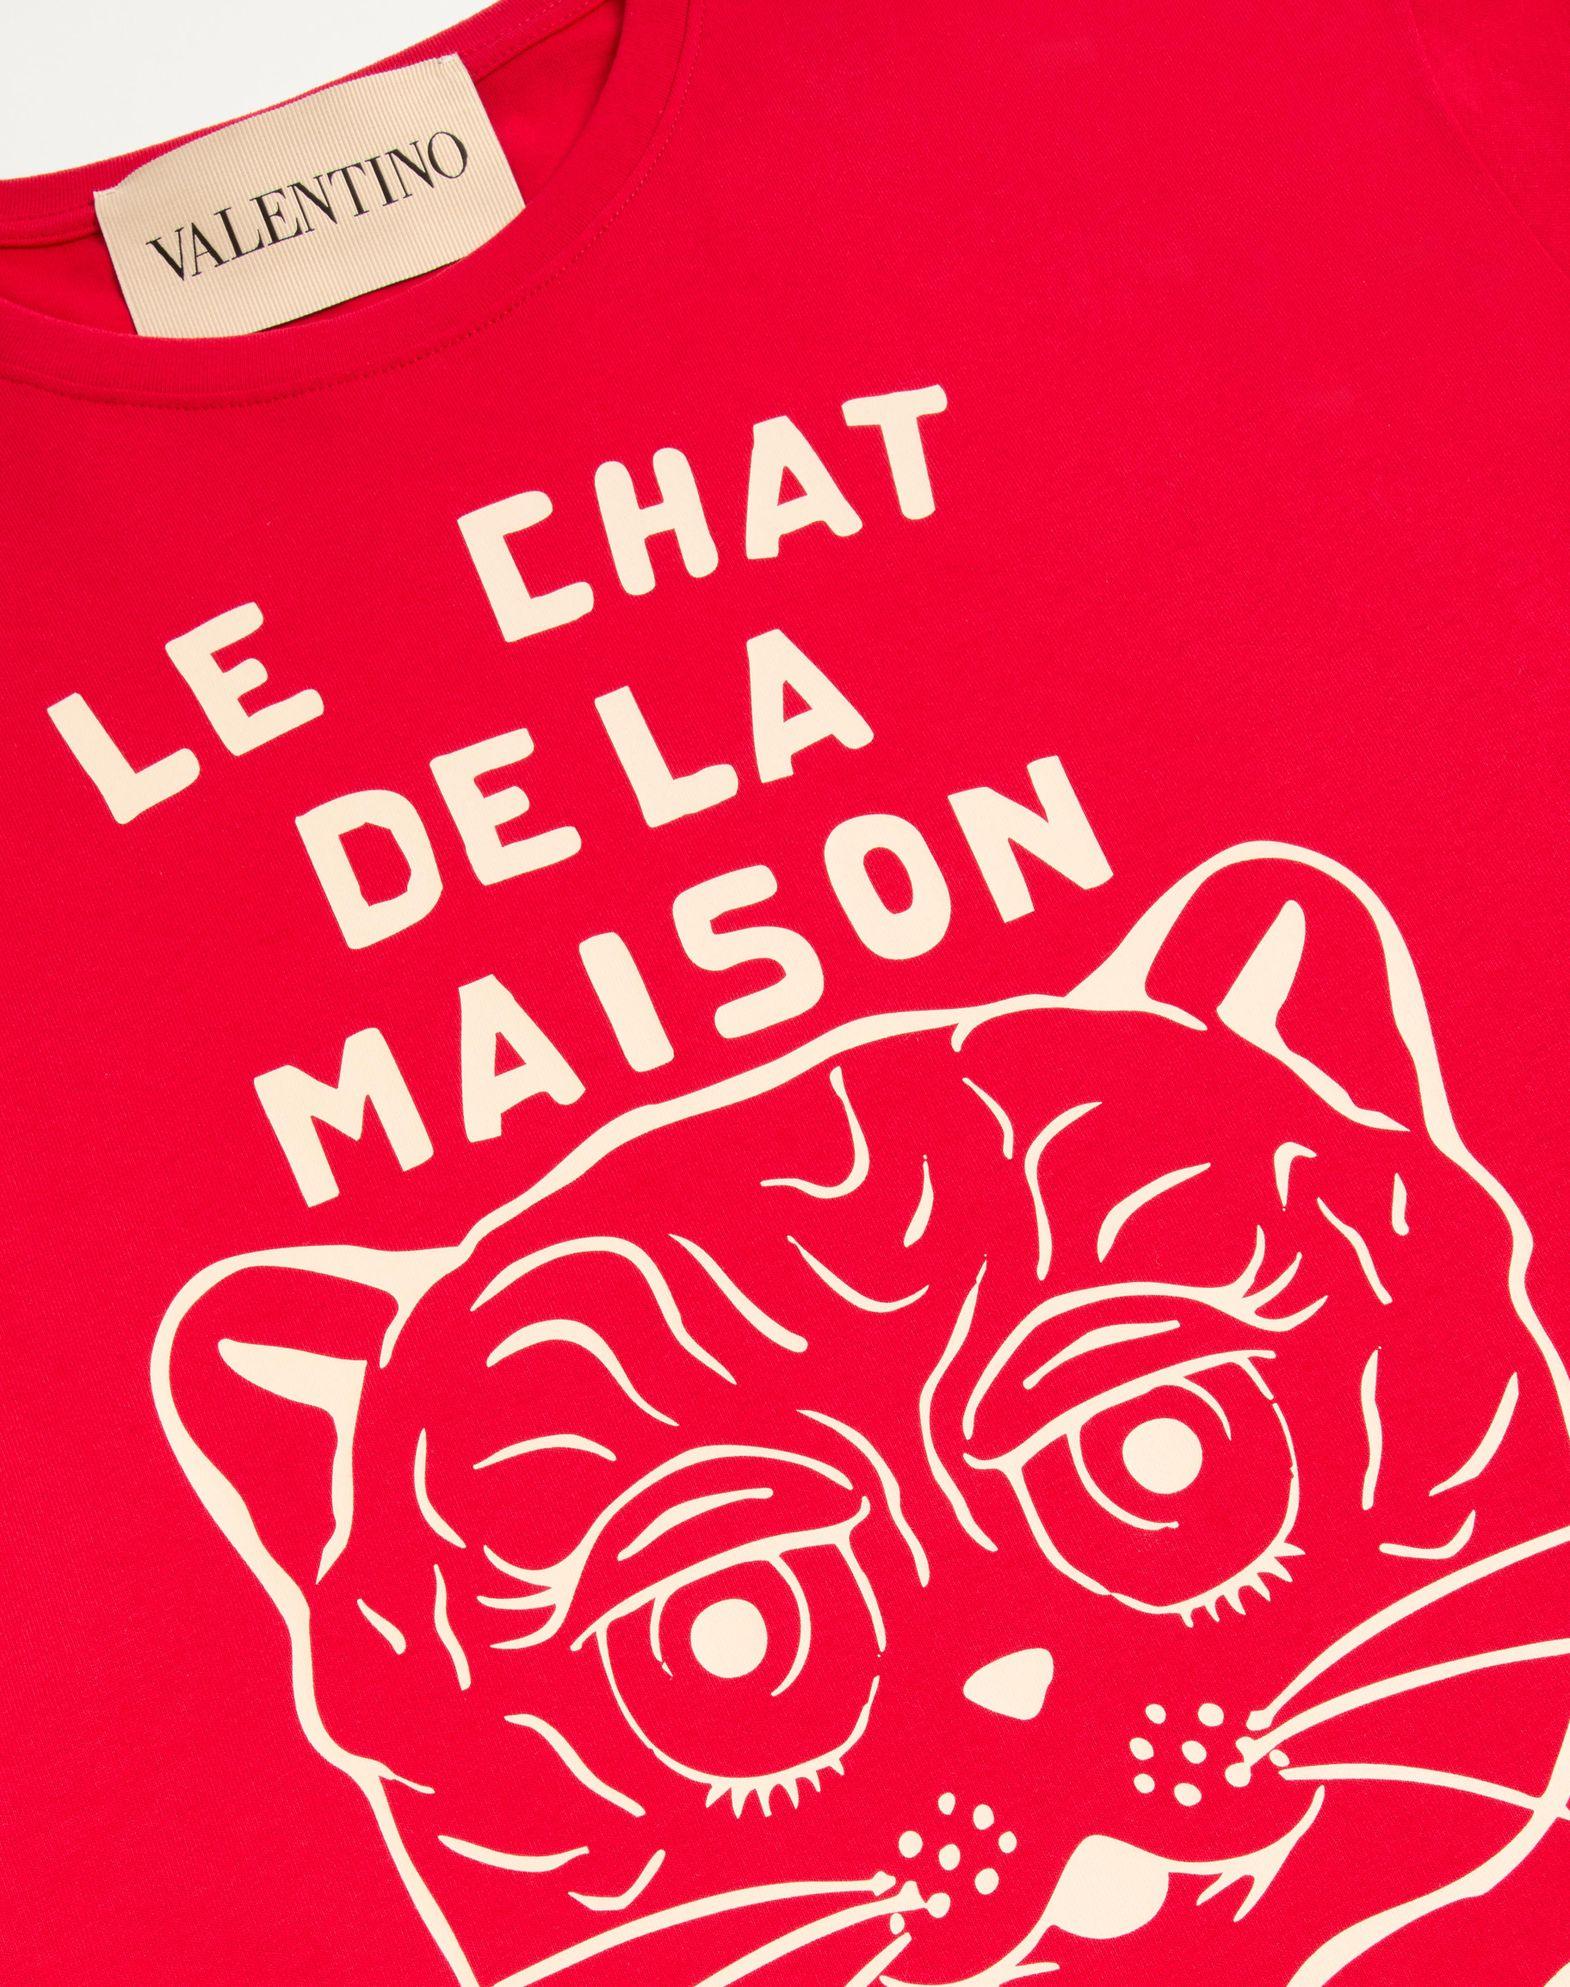 VALENTINO
LE CHAT
DE LA
MAISON